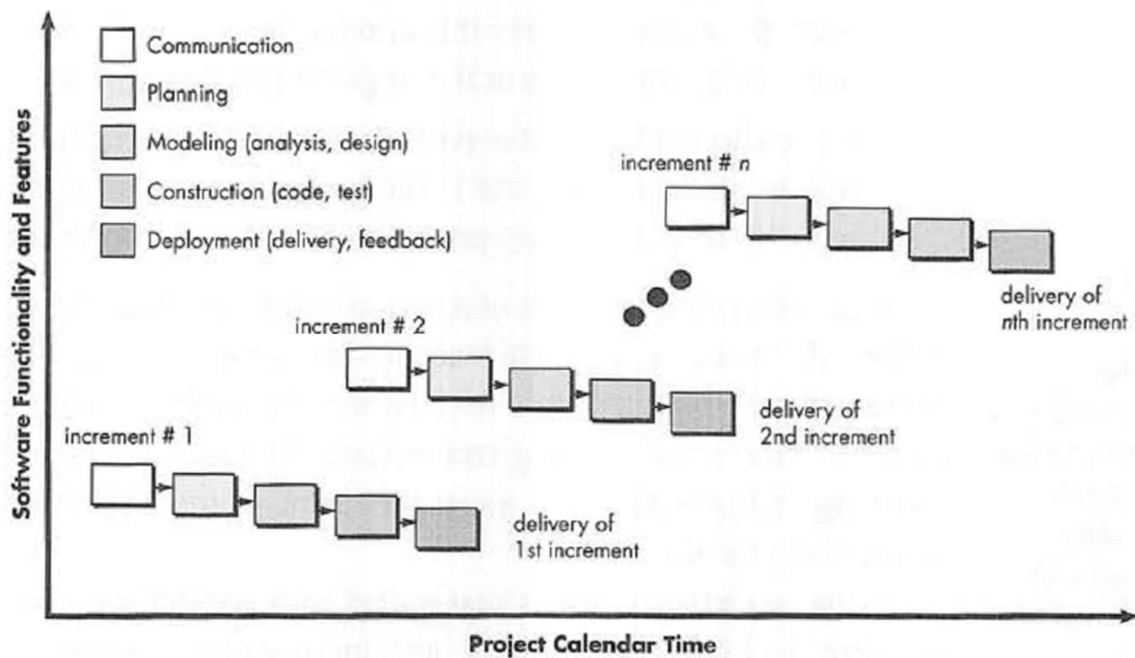 Software Functionality and Features
Communication
Planning
Modeling (analysis, design)
Construction (code, test)
Deployment (delivery, feedback)
increment # n
delivery of
nth increment
increment # 2
delivery of
2nd increment
increment # 1
delivery of
1st increment
Project Calendar Time